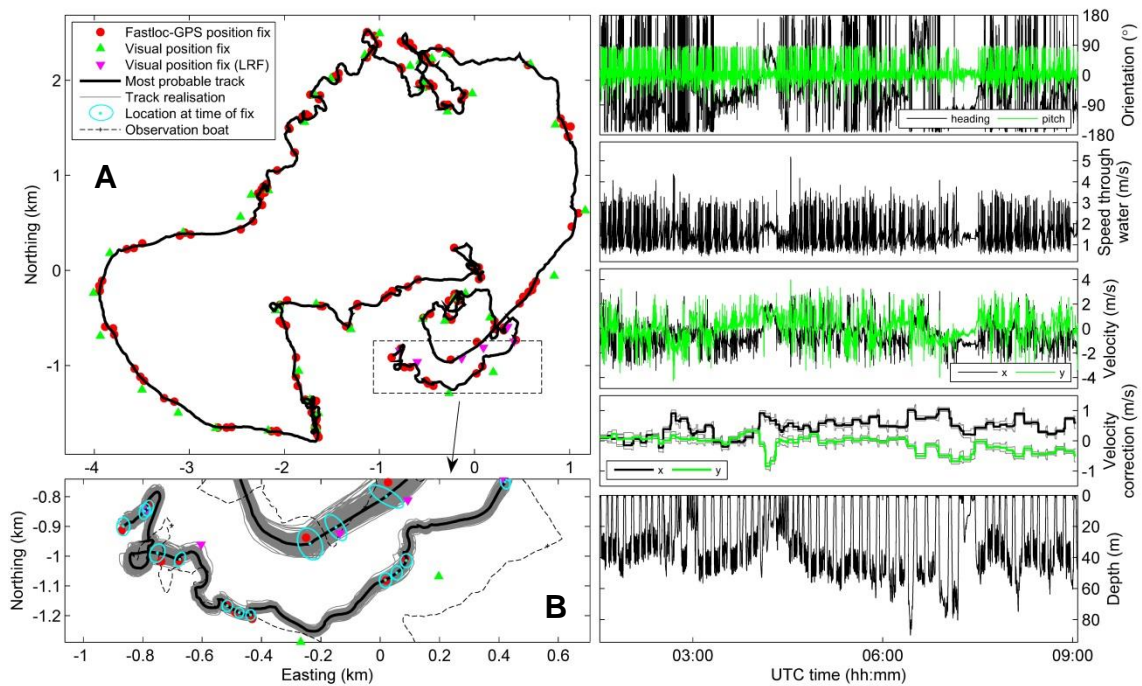 Fastloc-GPS position fix
Visual position fix
Visual position fix (LRF)
Most probable track
Track realisation
Location at time of fix
Observation boat
A
Northing (km)
2
1
0
-1
-4 -3 -2 -1 0 1
B
Northing (km)
-0.8
-0.9
-1.0
-1.1
-1.2
-1 -0.8 -0.6 -0.4 -0.2 0 0.2 0.4 0.6
Easting (km)
180
90
0
-90
-180
Orientation (°)
heading pitch
5
4
3
2
1
Speed through
water (m/s)
4
2
0
-2
-4
Velocity (m/s)
x y
1
0
-1
Velocity
correction (m/s)
x y
20
40
60
80
Depth (m)
03:00 06:00 09:00
UTC time (hh:mm)